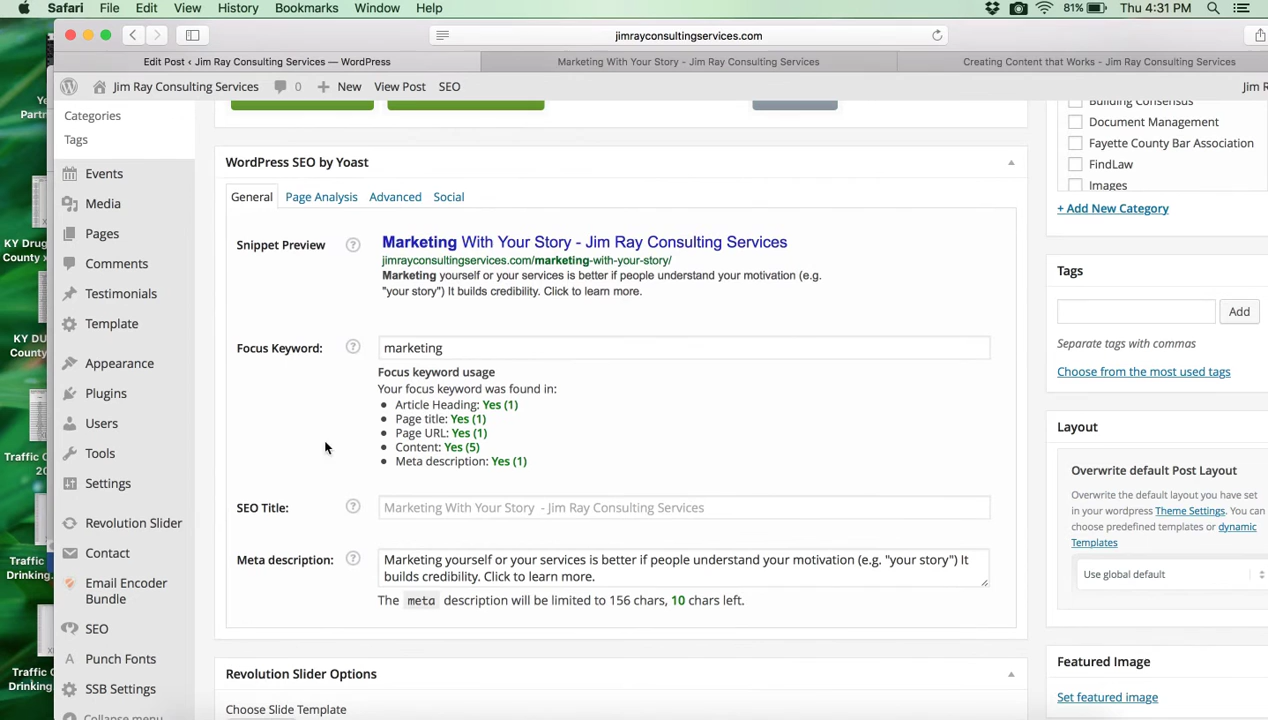 Safari File Edit View History Bookmarks Window Help 81% Thu 4:31 PM
jimrayconsultingservices.com
Edit Post ‹ Jim Ray Consulting Services — WordPress
Marketing With Your Story - Jim Ray Consulting Services
Creating Content that Works - Jim Ray Consulting Services
Jim Ray Consulting Services 0 + New View Post SEO Jim R
Categories
Tags
Events
Media
Pages
Comments
Testimonials
Template
Appearance
Plugins
Users
Tools
Settings
Revolution Slider
Contact
Email Encoder
Bundle
SEO
Punch Fonts
SSB Settings
Collapse menu
WordPress SEO by Yoast
General Page Analysis Advanced Social
Snippet Preview ?
Marketing With Your Story - Jim Ray Consulting Services
jimrayconsultingservices.com/marketing-with-your-story/
Marketing yourself or your services is better if people understand your motivation (e.g.
"your story") It builds credibility. Click to learn more.
Focus Keyword: ? marketing
Focus keyword usage
Your focus keyword was found in:
• Article Heading: Yes (1)
• Page title: Yes (1)
• Page URL: Yes (1)
• Content: Yes (5)
• Meta description: Yes (1)
SEO Title: ? Marketing With Your Story - Jim Ray Consulting Services
Meta description: ? Marketing yourself or your services is better if people understand your motivation (e.g. "your story") It
builds credibility. Click to learn more.
The meta description will be limited to 156 chars, 10 chars left.
Revolution Slider Options
Choose Slide Template
Building Consensus
Document Management
Fayette County Bar Association
FindLaw
Images
+ Add New Category
Tags
Add
Separate tags with commas
Choose from the most used tags
Layout
Overwrite default Post Layout
Overwrite the default layout you have set
in your wordpress Theme Settings. You can
choose predefined templates or dynamic
Templates
Use global default
Featured Image
Set featured image
KY Drug
County x
KY DU
County
Traffic C
20
Traffic
Drinking.
Traffic C
Drinking...